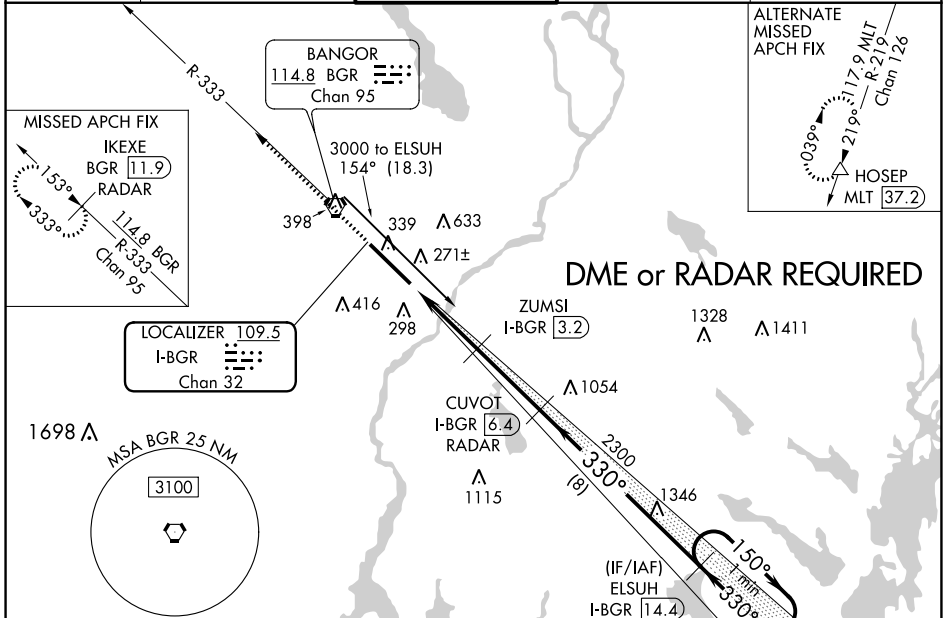 ALTERNATE
MISSED
APCH FIX
117.9 MLT
R-219
Chan 126
039°
219°
HOSEP
MLT 37.2
R-333
BANGOR
114.8 BGR
Chan 95
MISSED APCH FIX
IKEXE
BGR 11.9
RADAR
153°
333°
114.8 BGR
R-333
Chan 95
3000 to ELSUH
154° (18.3)
398
339
633
271±
DME or RADAR REQUIRED
416
298
ZUMSI
I-BGR 3.2
1328
1411
LOCALIZER 109.5
I-BGR
Chan 32
1054
CUVOT
I-BGR 6.4
RADAR
1698
MSA BGR 25 NM
3100
1115
2300
330°
(8)
1346
150°
1 min
330°
(IF/IAF)
ELSUH
I-BGR 14.4